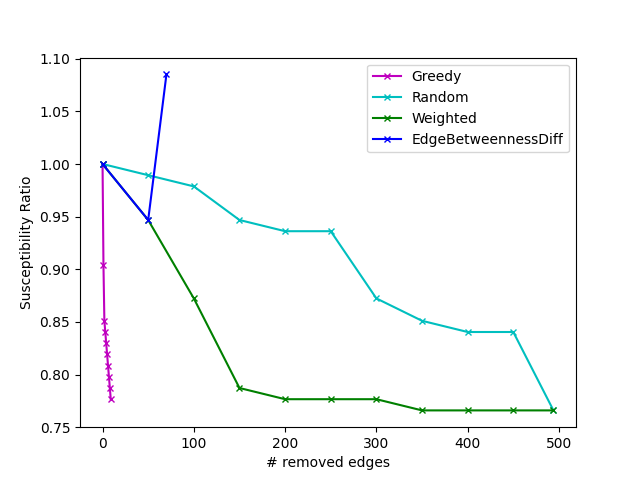 1.10
1.05
1.00
0.95
0.90
0.85
0.80
0.75
Susceptibility Ratio
0
100
200
300
400
500
# removed edges
Greedy
Random
Weighted
EdgeBetweennessDiff